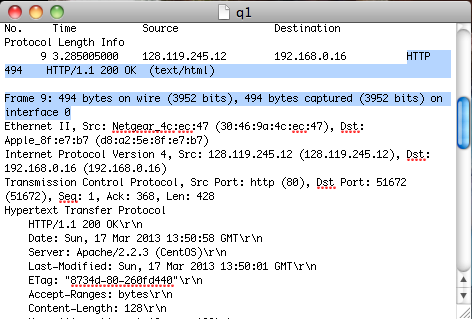 q1
No. Time Source Destination
Protocol Length Info
9 3.285005000 128.119.245.12 192.168.0.16 HTTP
494 HTTP/1.1 200 OK (text/html)
Frame 9: 494 bytes on wire (3952 bits), 494 bytes captured (3952 bits) on
interface 0
Ethernet II, Src: Netgear_4c:ec:47 (30:46:9a:4c:ec:47), Dst:
Apple_8f:e7:b7 (d8:a2:5e:8f:e7:b7)
Internet Protocol Version 4, Src: 128.119.245.12 (128.119.245.12), Dst:
192.168.0.16 (192.168.0.16)
Transmission Control Protocol, Src Port: http (80), Dst Port: 51672
(51672), Seq: 1, Ack: 368, Len: 428
Hypertext Transfer Protocol
HTTP/1.1 200 OK\r\n
Date: Sun, 17 Mar 2013 13:50:58 GMT\r\n
Server: Apache/2.2.3 (CentOS)\r\n
Last-Modified: Sun, 17 Mar 2013 13:50:01 GMT\r\n
ETag: "8734d-80-260fd440"\r\n
Accept-Ranges: bytes\r\n
Content-Length: 128\r\n